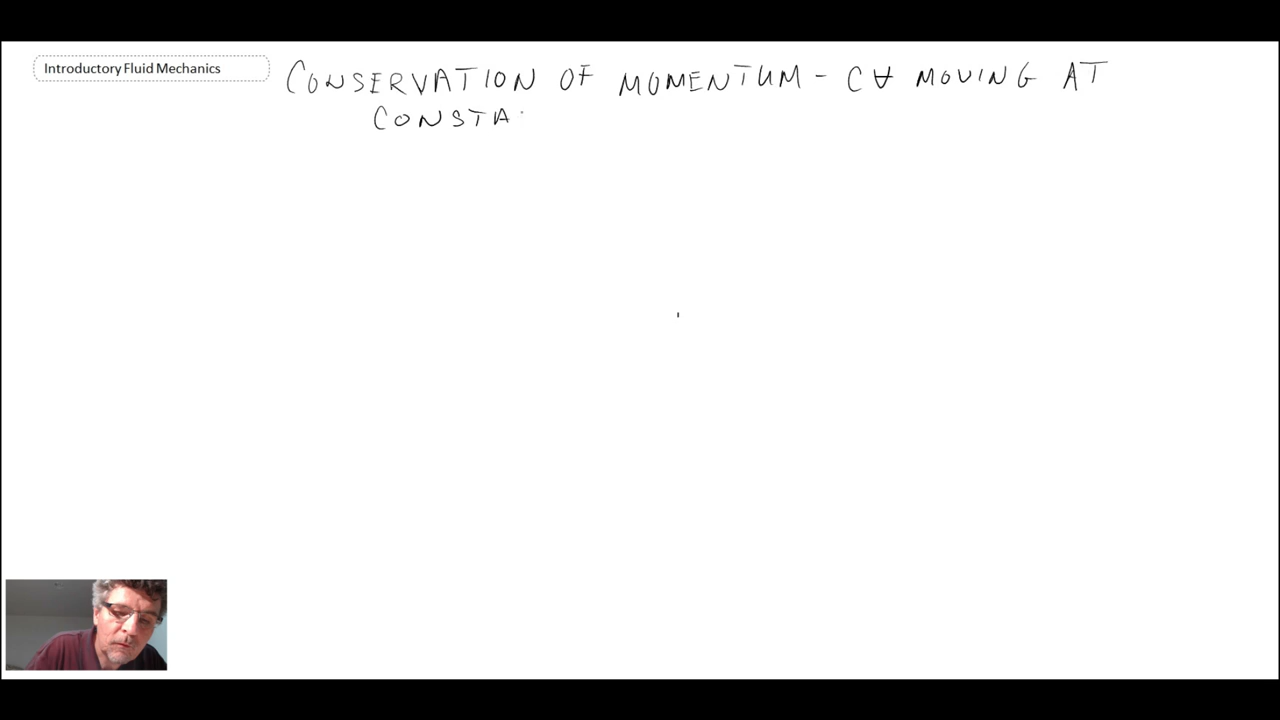 Introductory Fluid Mechanics
CONSERVATION OF MOMENTUM - C∀ MOVING AT
CONSTA